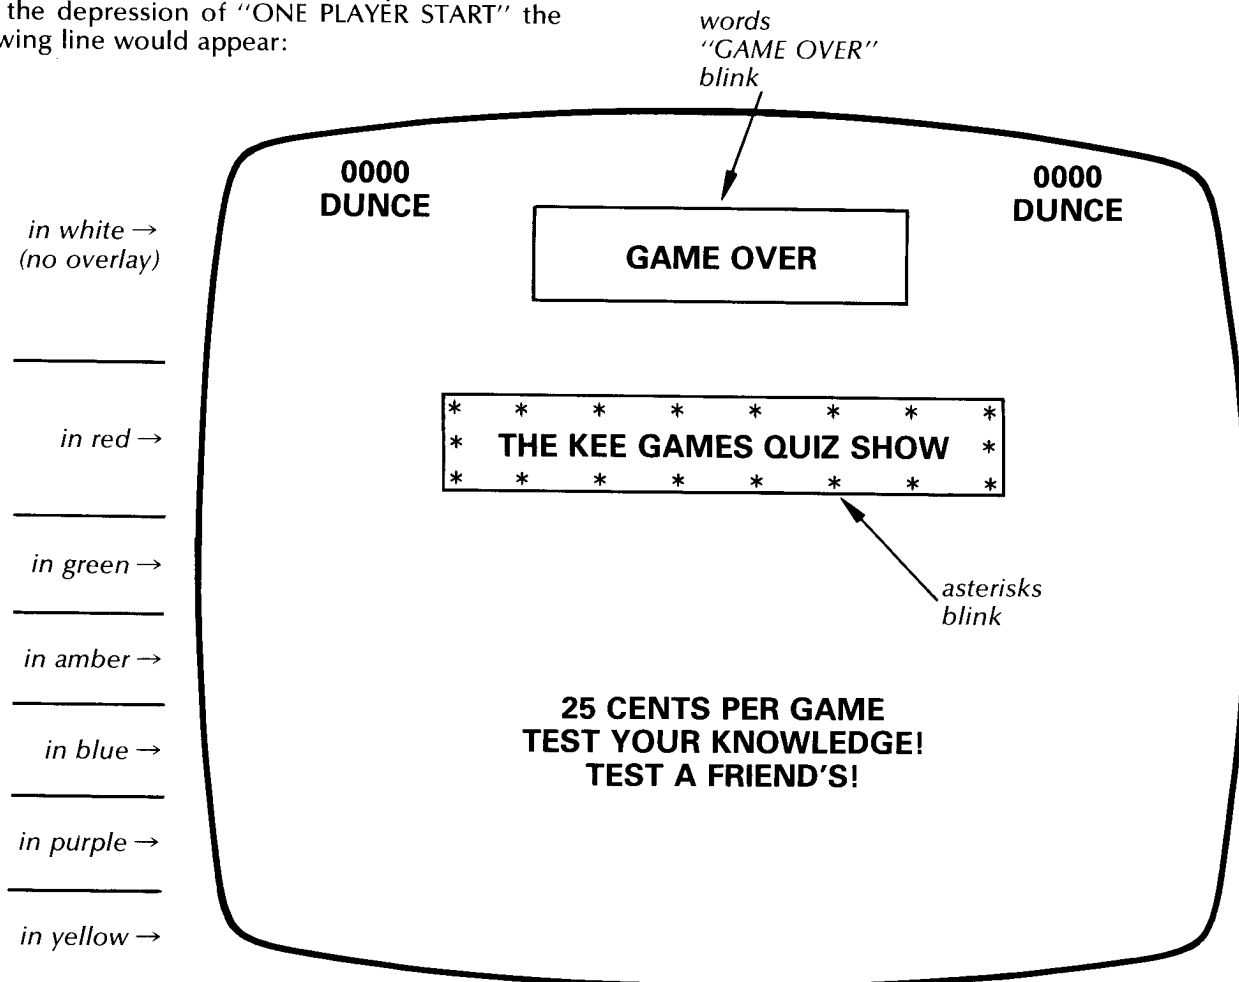 the depression of "ONE PLAYER START" the
wing line would appear:
words
"GAME OVER"
blink
0000
DUNCE
0000
DUNCE
in white →
(no overlay)
GAME OVER
in red →
* * * * * * * *
* THE KEE GAMES QUIZ SHOW *
* * * * * * * *
in green →
asterisks
blink
in amber →
25 CENTS PER GAME
TEST YOUR KNOWLEDGE!
TEST A FRIEND'S!
in blue →
in purple →
in yellow →